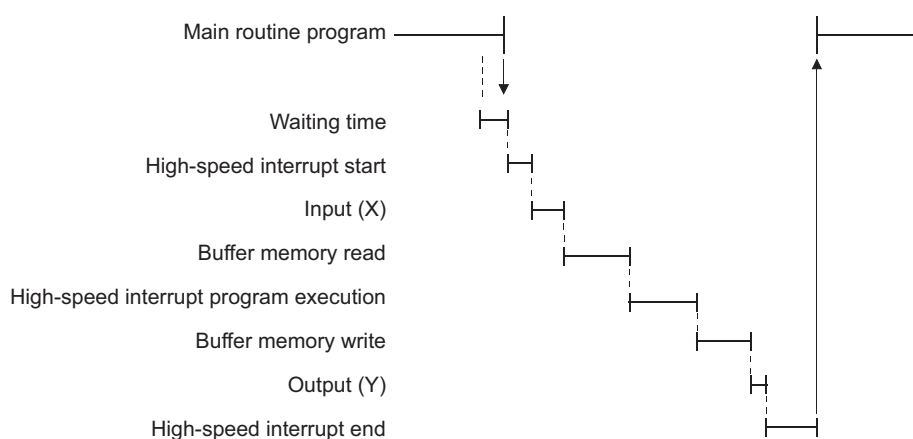 Main routine program
Waiting time
High-speed interrupt start
Input (X)
Buffer memory read
High-speed interrupt program execution
Buffer memory write
Output (Y)
High-speed interrupt end